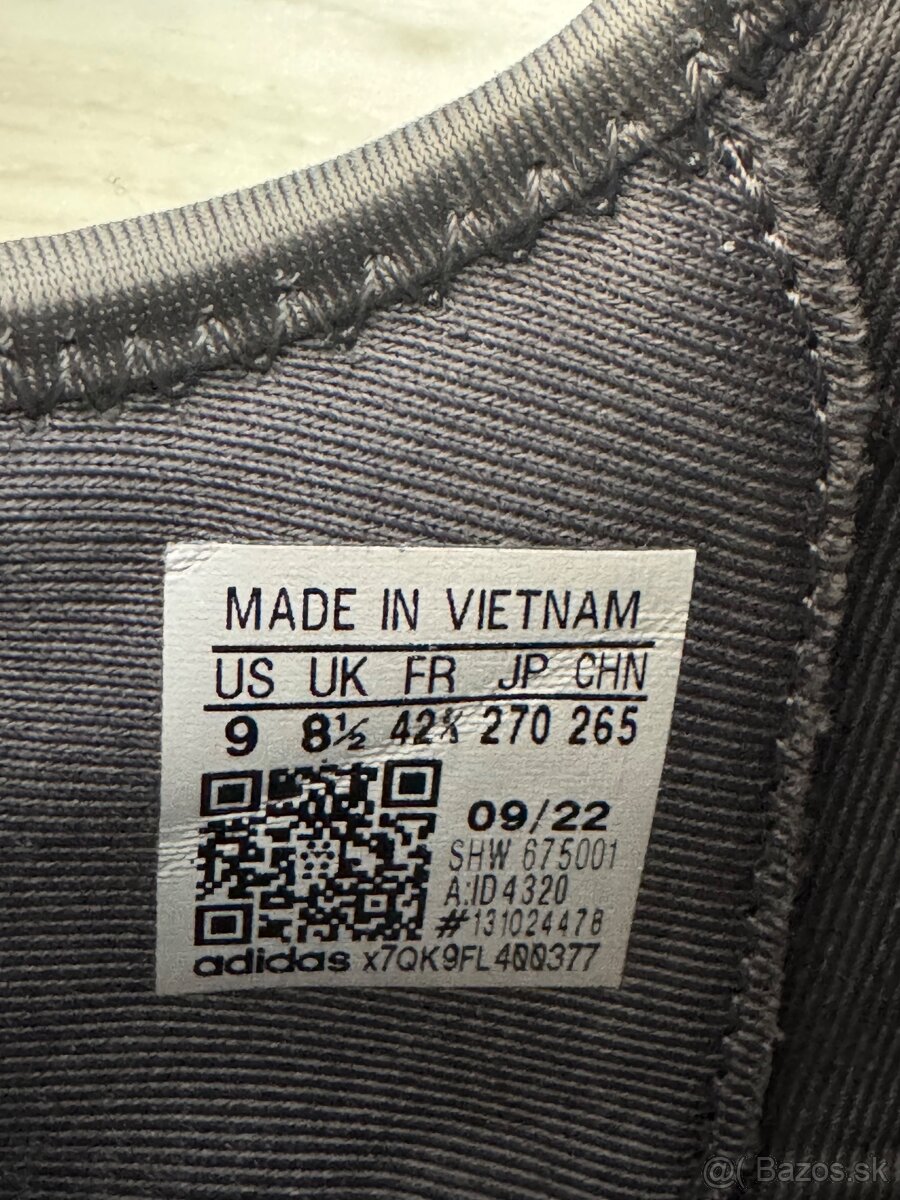 MADE IN VIETNAM
US UK FR JP CHN
9 8½ 42⅔ 270 265
09/22
SHW 675001
A:ID4320
#131024478
adidas x7QK9FL400377
@( Bazos.sk